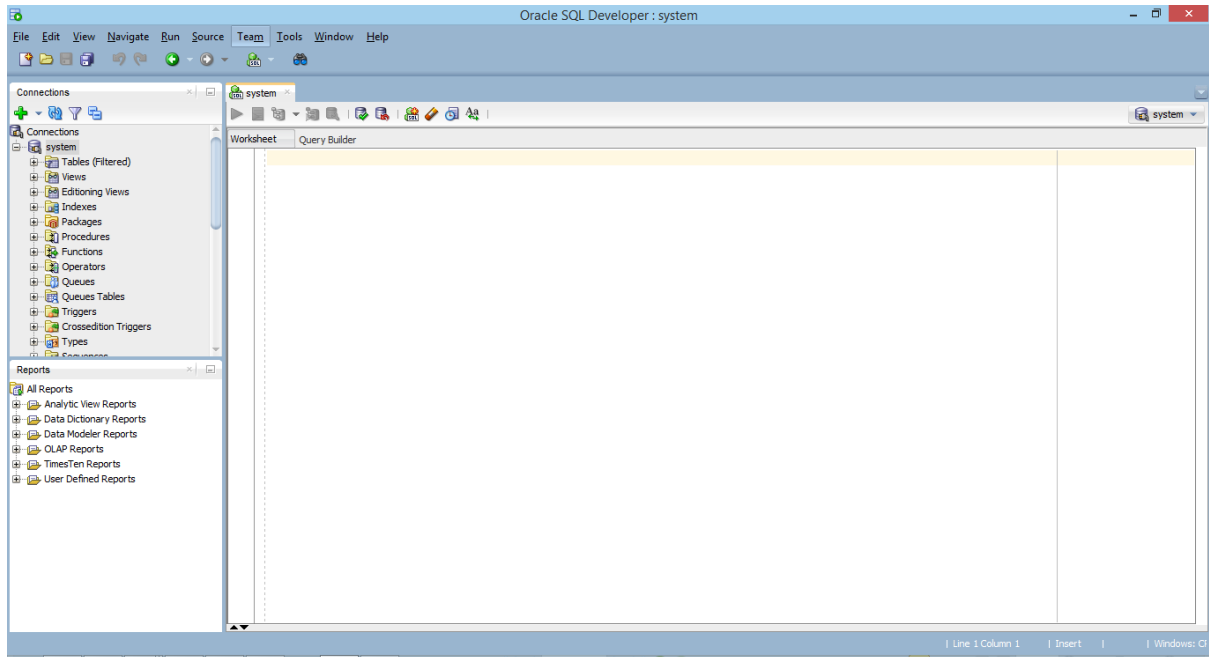 Oracle SQL Developer : system
File Edit View Navigate Run Source Team Tools Window Help
Connections
system
system
Connections
system
Tables (Filtered)
Views
Editioning Views
Indexes
Packages
Procedures
Functions
Operators
Queues
Queues Tables
Triggers
Crossedition Triggers
Types
Sequences
Worksheet Query Builder
Reports
All Reports
Analytic View Reports
Data Dictionary Reports
Data Modeler Reports
OLAP Reports
TimesTen Reports
User Defined Reports
| Line 1 Column 1 | Insert | | Windows: CF